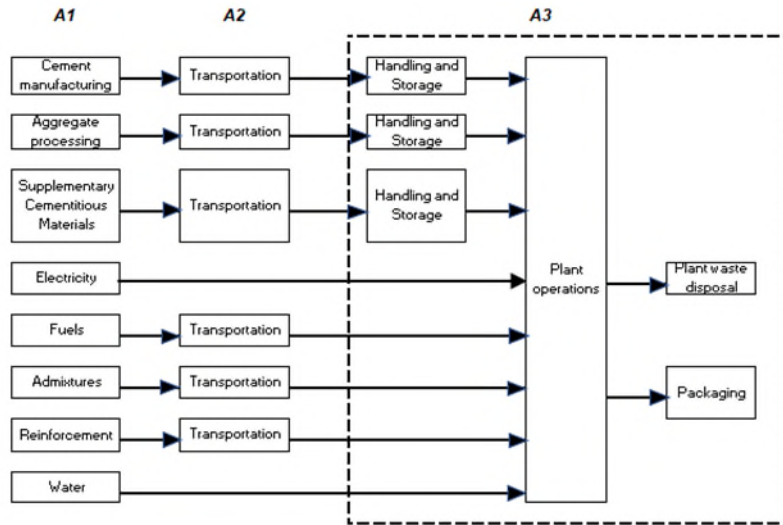 A1 A2 A3
Cement
manufacturing
Transportation
Handling and
Storage
Aggregate
processing
Transportation
Handling and
Storage
Supplementary
Cementitious
Materials
Transportation
Handling and
Storage
Electricity
Plant
operations
Plant waste
disposal
Fuels
Transportation
Admixtures
Transportation
Packaging
Reinforcement
Transportation
Water